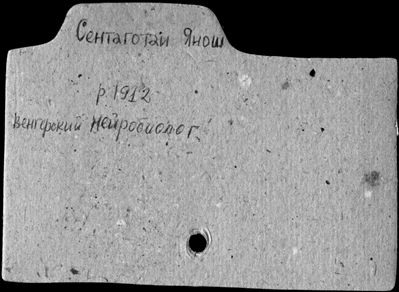 Сентаготаи Янош
р. 1912
венгерский нейробиолог